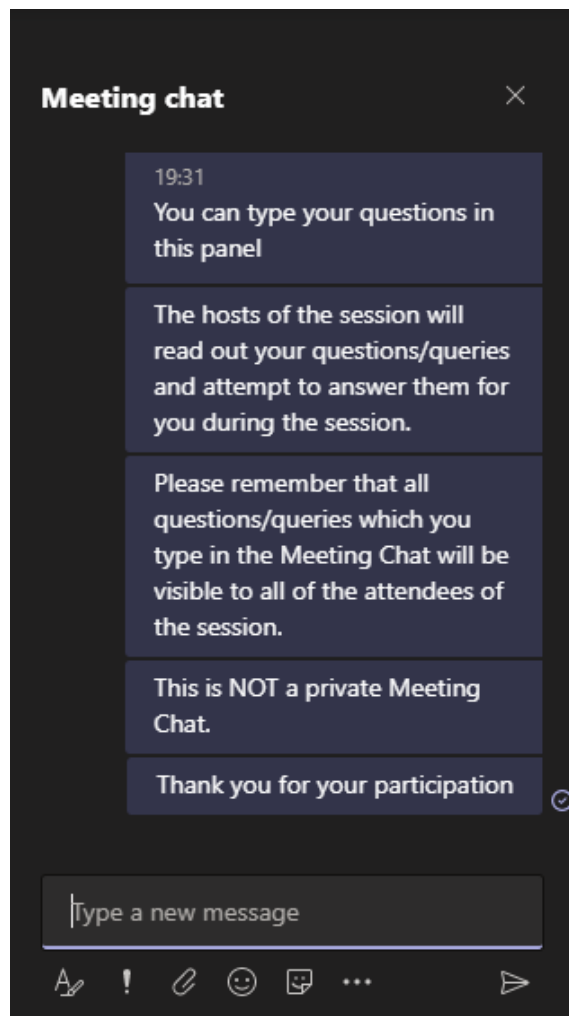 Meeting chat
19:31
You can type your questions in
this panel
The hosts of the session will
read out your questions/queries
and attempt to answer them for
you during the session.
Please remember that all
questions/queries which you
type in the Meeting Chat will be
visible to all of the attendees of
the session.
This is NOT a private Meeting
Chat.
Thank you for your participation
Type a new message